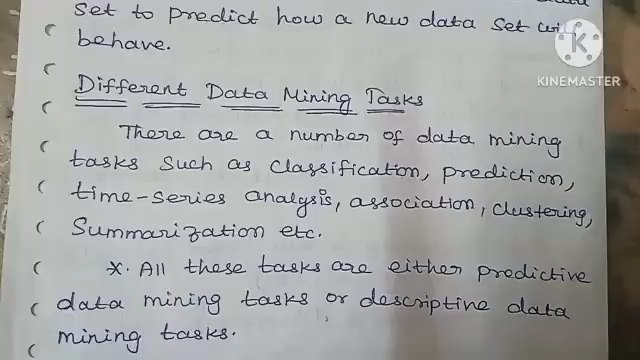 set to predict how a new data set will
behave.
KINEMASTER
Different Data Mining Tasks
There are a number of data mining
tasks such as classification, prediction,
time-series analysis, association, clustering,
Summarization etc.
*. All these tasks are either predictive
data mining tasks or descriptive data
mining tasks.